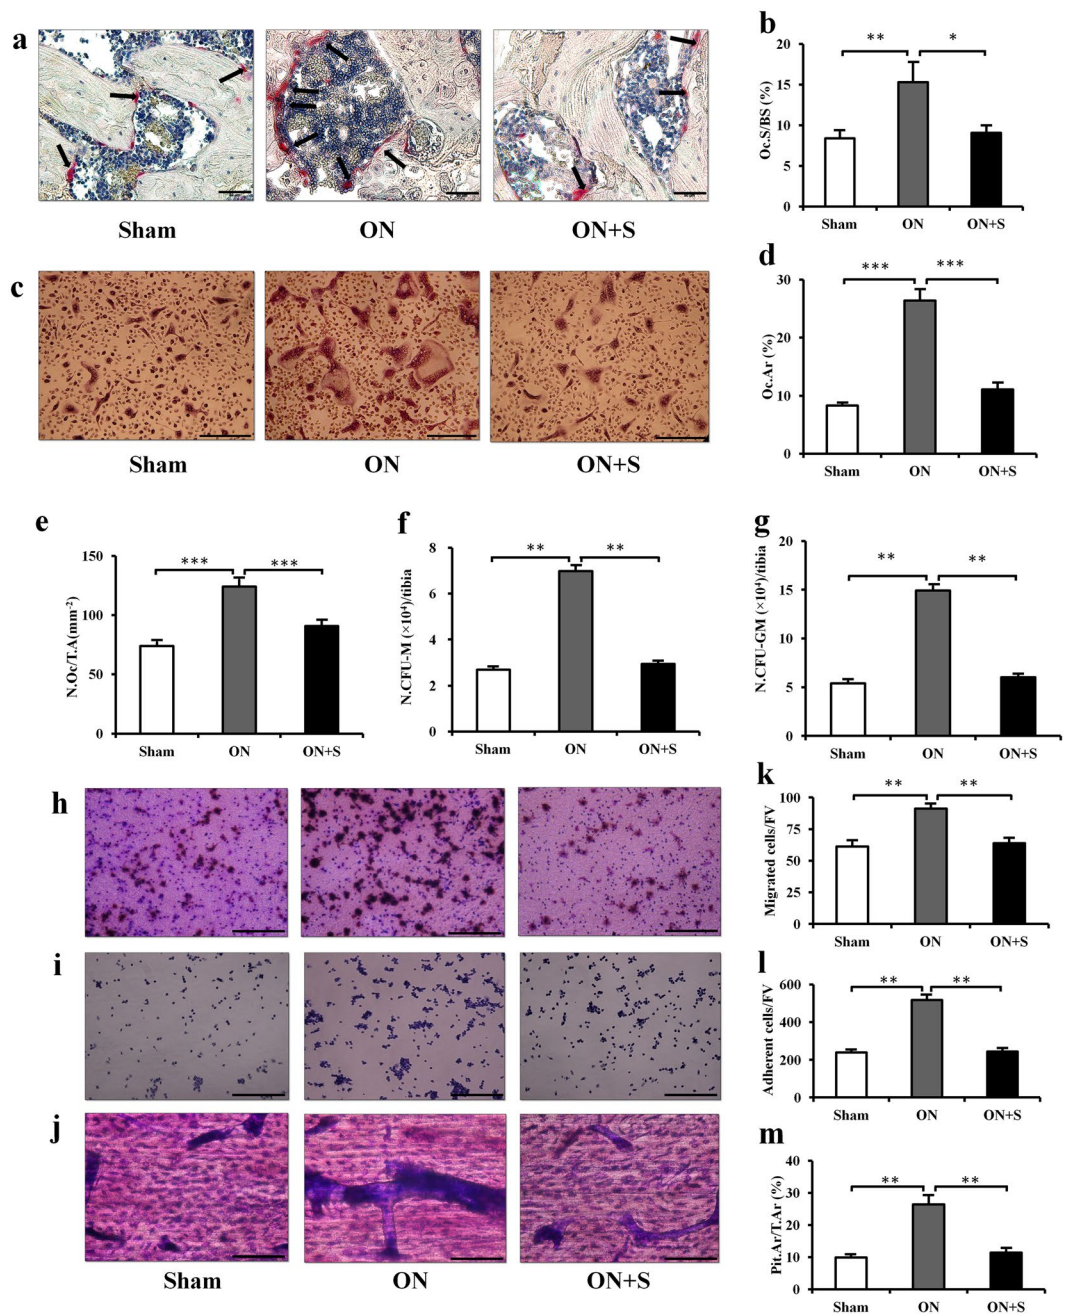 a
Sham
ON
ON+S
b
Oc.S/BS (%)
20
15
10
5
0
**
*
Sham
ON
ON+S
c
Sham
ON
ON+S
d
Oc.Ar (%)
30
20
10
0
***
***
Sham
ON
ON+S
e
N.Oc/T.A(mm⁻²)
150
100
50
0
***
***
Sham
ON
ON+S
f
N.CFU-M (×10⁴)/tibia
8
6
4
2
0
**
**
Sham
ON
ON+S
g
N.CFU-GM (×10⁴)/tibia
20
15
10
5
0
**
**
Sham
ON
ON+S
h
k
Migrated cells/FV
100
75
50
25
0
**
**
Sham
ON
ON+S
i
l
Adherent cells/FV
600
400
200
0
**
**
Sham
ON
ON+S
j
Sham
ON
ON+S
m
Pit.Ar/T.Ar (%)
40
30
20
10
0
**
**
Sham
ON
ON+S